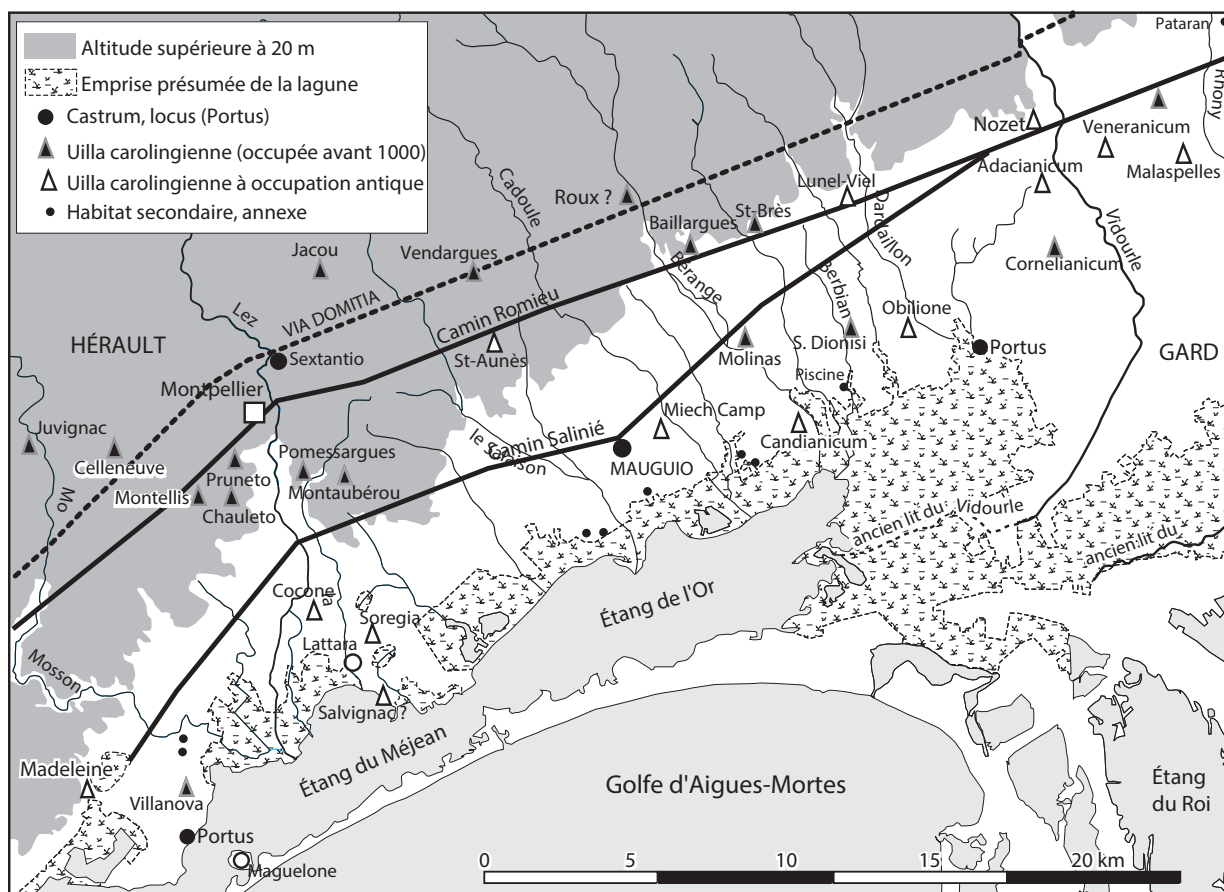 Altitude supérieure à 20 m
Emprise présumée de la lagune
Castrum, locus (Portus)
Uilla carolingienne (occupée avant 1000)
Uilla carolingienne à occupation antique
Habitat secondaire, annexe
Pataran
Rhony
Nozet
Veneranicum
Malaspelles
Adacianicum
Cadoule
Roux ?
Lunel-Viel
Dardaillon
St-Brès
Baillargues
Vidourle
Cornelianicum
Jacou
Vendargues
Bérange
Berbian
Lez
VIA DOMITIA
Camin Romieu
Obilione
HÉRAULT
Sextantio
St-Aunès
Molinas
S. Dionisi
Portus
GARD
Montpellier
Piscine
Juvignac
Celleneuve
Pomessargues
Camin Salinié
le Salaison
Miech Camp
Candianicum
MAUGUIO
Mo
Pruneto
Montellis
Montaubérou
Chauleto
ancien lit du Vidourle
ancien lit du
Cocone
Soregia
Étang de l'Or
Lattara
Mosson
Salvignac ?
Étang du Méjean
Madeleine
Villanova
Golfe d'Aigues-Mortes
Étang
du Roi
Portus
Maguelone
0 5 10 15 20 km